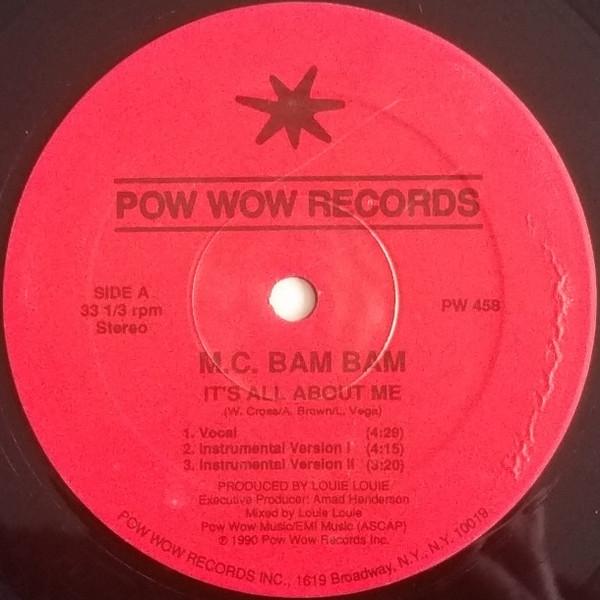 POW WOW RECORDS
SIDE A
33 1/3 rpm
Stereo
PW 458
M.C. BAM BAM
IT'S ALL ABOUT ME
(W. Cross/A. Brown/L. Vega)
1. Vocal (4:29)
2. Instrumental Version I (4:15)
3. Instrumental Version II (3:20)
PRODUCED BY LOUIE LOUIE
Executive Producer: Amad Henderson
Mixed by Louie Louie
Pow Wow Music/EMI Music (ASCAP)
℗ 1990 Pow Wow Records Inc.
POW WOW RECORDS INC., 1619 Broadway, N.Y., N.Y. 10019